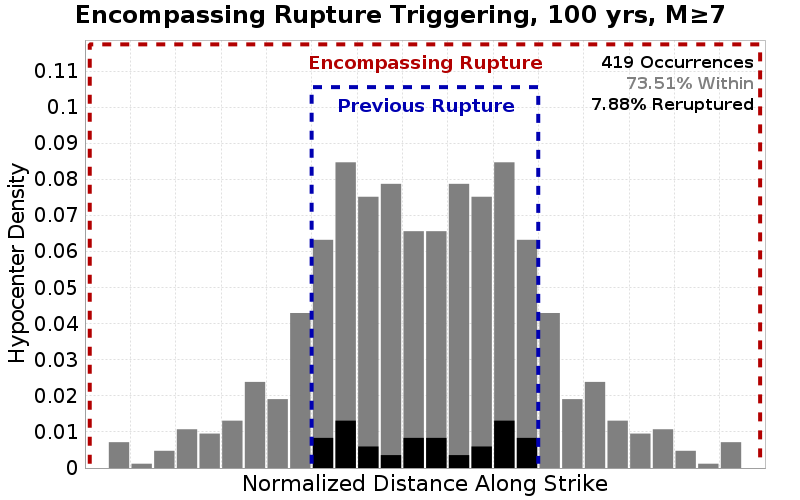 Encompassing Rupture Triggering, 100 yrs, M≥7
Encompassing Rupture
419 Occurrences
73.51% Within
Previous Rupture
7.88% Reruptured
Hypocenter Density
0.11
0.1
0.09
0.08
0.07
0.06
0.05
0.04
0.03
0.02
0.01
0
Normalized Distance Along Strike